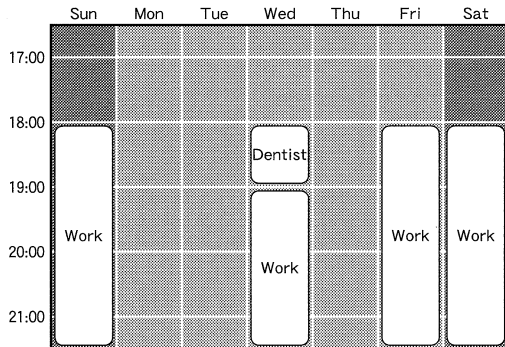 Sun Mon Tue Wed Thu Fri Sat
17:00
18:00
Dentist
19:00
Work Work Work
20:00
Work
21:00